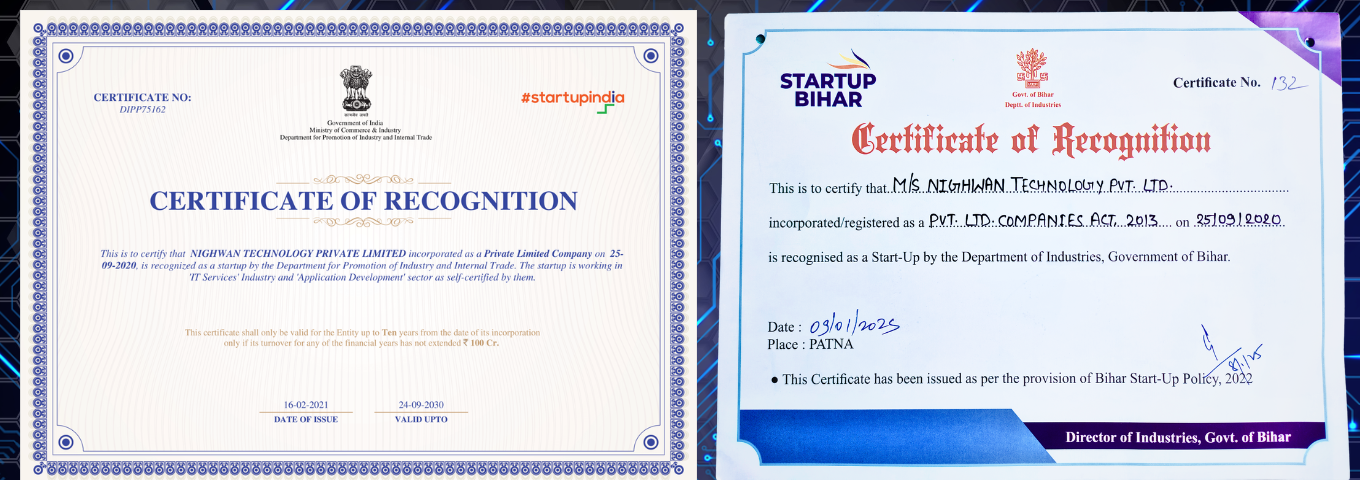 CERTIFICATE NO:
DIPP75162
सत्यमेव जयते
Government of India
Ministry of Commerce & Industry
Department for Promotion of Industry and Internal Trade
#startupindia
CERTIFICATE OF RECOGNITION
This is to certify that NIGHWAN TECHNOLOGY PRIVATE LIMITED incorporated as a Private Limited Company on 25-
09-2020, is recognized as a startup by the Department for Promotion of Industry and Internal Trade. The startup is working in
'IT Services' Industry and 'Application Development' sector as self-certified by them.
This certificate shall only be valid for the Entity up to Ten years from the date of its incorporation
only if its turnover for any of the financial years has not extended ₹ 100 Cr.
16-02-2021
DATE OF ISSUE
24-09-2030
VALID UPTO
STARTUP
BIHAR
Govt. of Bihar
Deptt. of Industries
Certificate No. 132
Certificate of Recognition
This is to certify that M/S NIGHWAN TECHNOLOGY PVT. LTD.
incorporated/registered as a PVT. LTD. COMPANIES ACT, 2013 on 25/09/2020
is recognised as a Start-Up by the Department of Industries, Government of Bihar.
Date : 09/01/2025
Place : PATNA
8/1/25
● This Certificate has been issued as per the provision of Bihar Start-Up Policy, 2022
Director of Industries, Govt. of Bihar